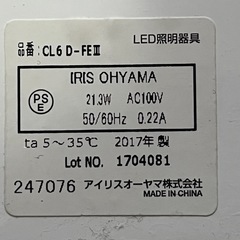 品番: CL6D-FEⅢ LED照明器具
IRIS OHYAMA
PS
E
21.3W AC100V
50/60Hz 0.22A
ta 5～35℃ 2017年 製
Lot NO. 1704081
247076 アイリスオーヤマ株式会社
MADE IN CHINA